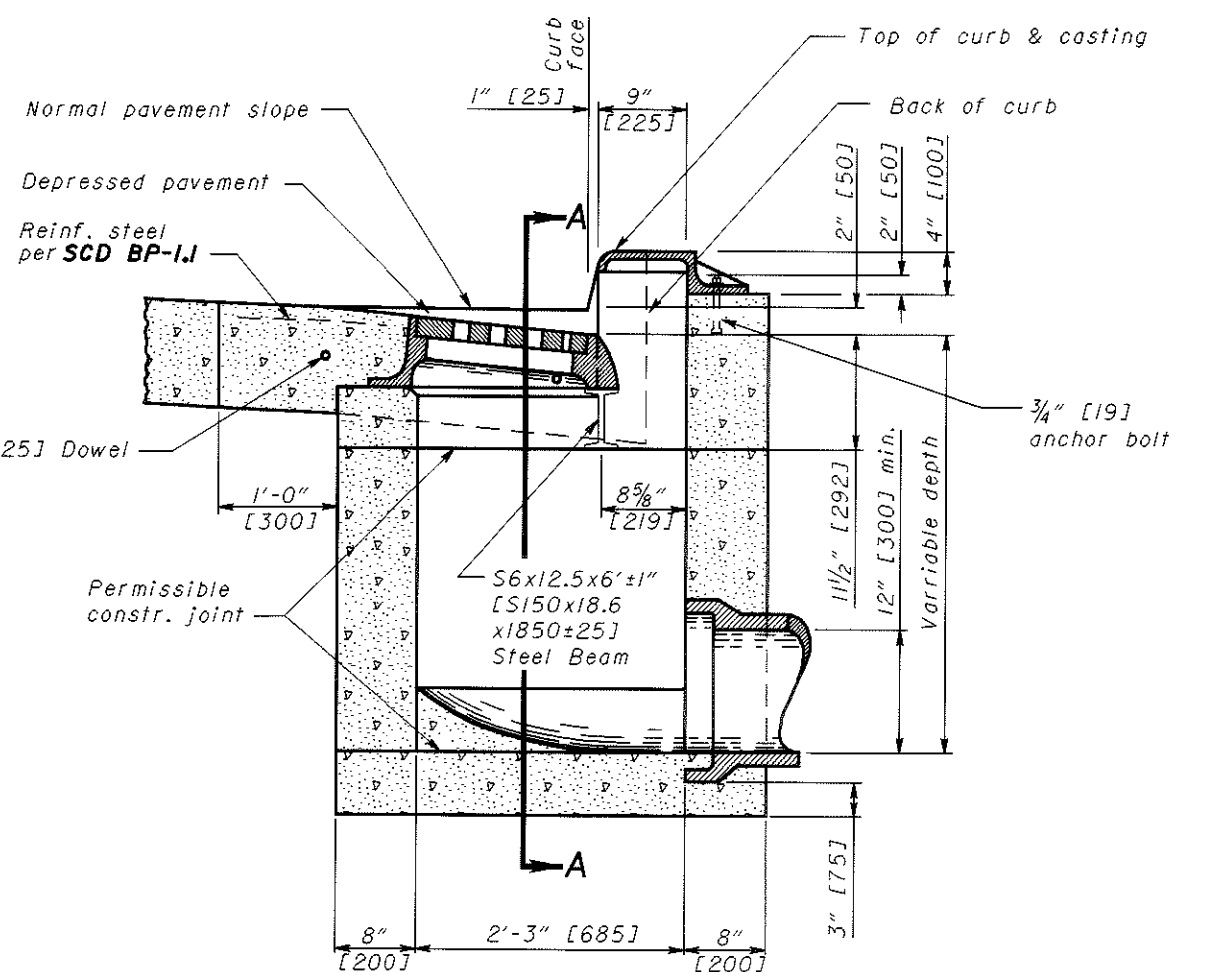 Curb
face
Top of curb & casting
1" [25]
9"
[225]
Normal pavement slope
Back of curb
2" [50]
2" [50]
4" [100]
Depressed pavement
A
Reinf. steel
per SCD BP-1.1
3/4" [19]
anchor bolt
25] Dowel
1'-0"
[300]
8 5/8"
[219]
11 1/2" [292]
12" [300] min.
Varriable depth
Permissible
constr. joint
S6x12.5x6'±1"
[S150x18.6
x1850±25]
Steel Beam
A
3" [75]
8"
[200]
2'-3" [685]
8"
[200]